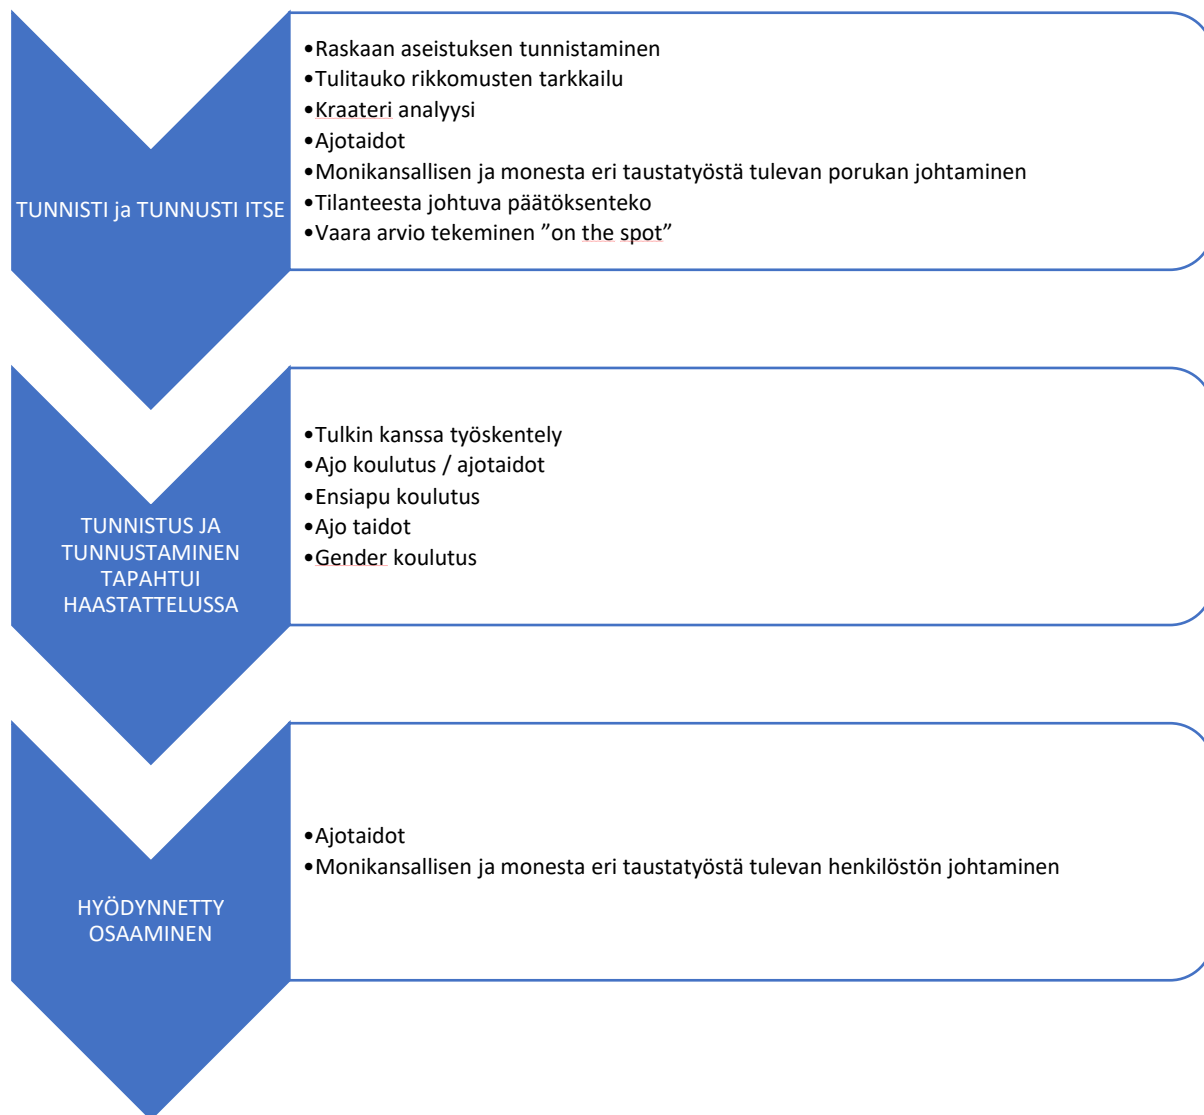 TUNNISTI ja TUNNUSTI ITSE
•Raskaan aseistuksen tunnistaminen
•Tulitauko rikkomusten tarkkailu
•Kraateri analyysi
•Ajotaidot
•Monikansallisen ja monesta eri taustatyöstä tulevan porukan johtaminen
•Tilanteesta johtuva päätöksenteko
•Vaara arvio tekeminen ”on the spot”
TUNNISTUS JA
TUNNUSTAMINEN
TAPAHTUI
HAASTATTELUSSA
•Tulkin kanssa työskentely
•Ajo koulutus / ajotaidot
•Ensiapu koulutus
•Ajo taidot
•Gender koulutus
HYÖDYNNETTY
OSAAMINEN
•Ajotaidot
•Monikansallisen ja monesta eri taustatyöstä tulevan henkilöstön johtaminen